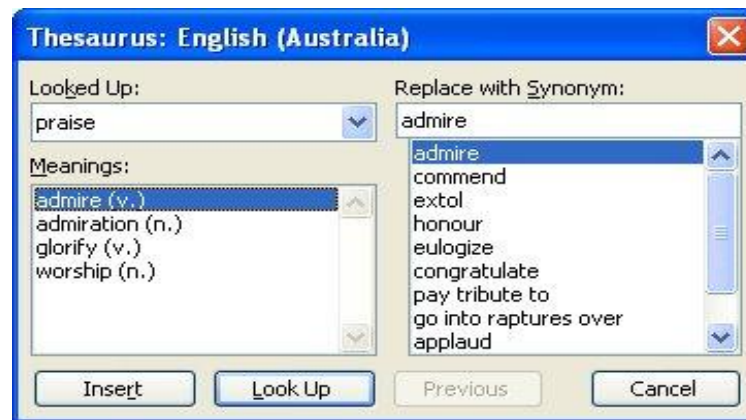 Thesaurus: English (Australia)
Looked Up:
praise
Meanings:
admire (v.)
admiration (n.)
glorify (v.)
worship (n.)
Replace with Synonym:
admire
admire
commend
extol
honour
eulogize
congratulate
pay tribute to
go into raptures over
applaud
Insert
Look Up
Previous
Cancel